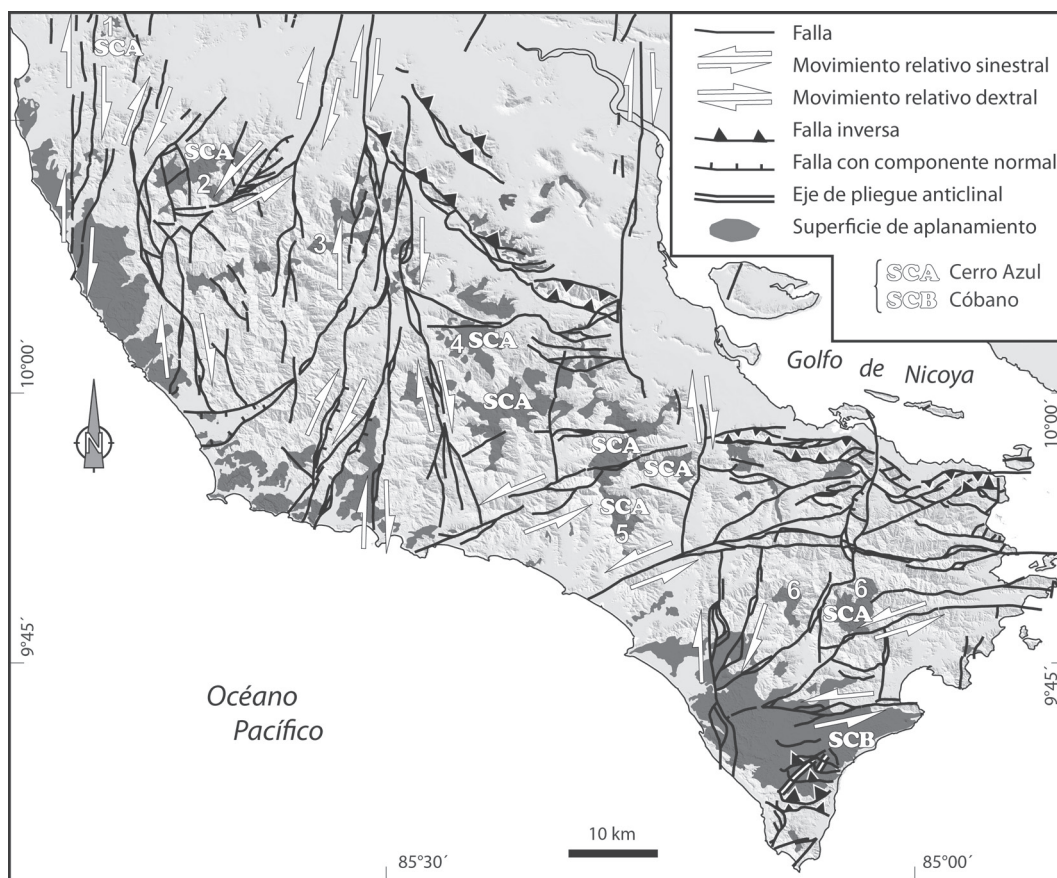 Falla
Movimiento relativo sinestral
Movimiento relativo dextral
Falla inversa
Falla con componente normal
Eje de pliegue anticlinal
Superficie de aplanamiento
SCA Cerro Azul
SCB Cóbano
1
SCA
SCA
2
3
4 SCA
SCA
SCA
SCA
SCA
5
6
6
SCA
SCB
Golfo de Nicoya
Océano
Pacífico
N
10 km
10°00´
9°45´
10°00´
9°45´
85°30´
85°00´